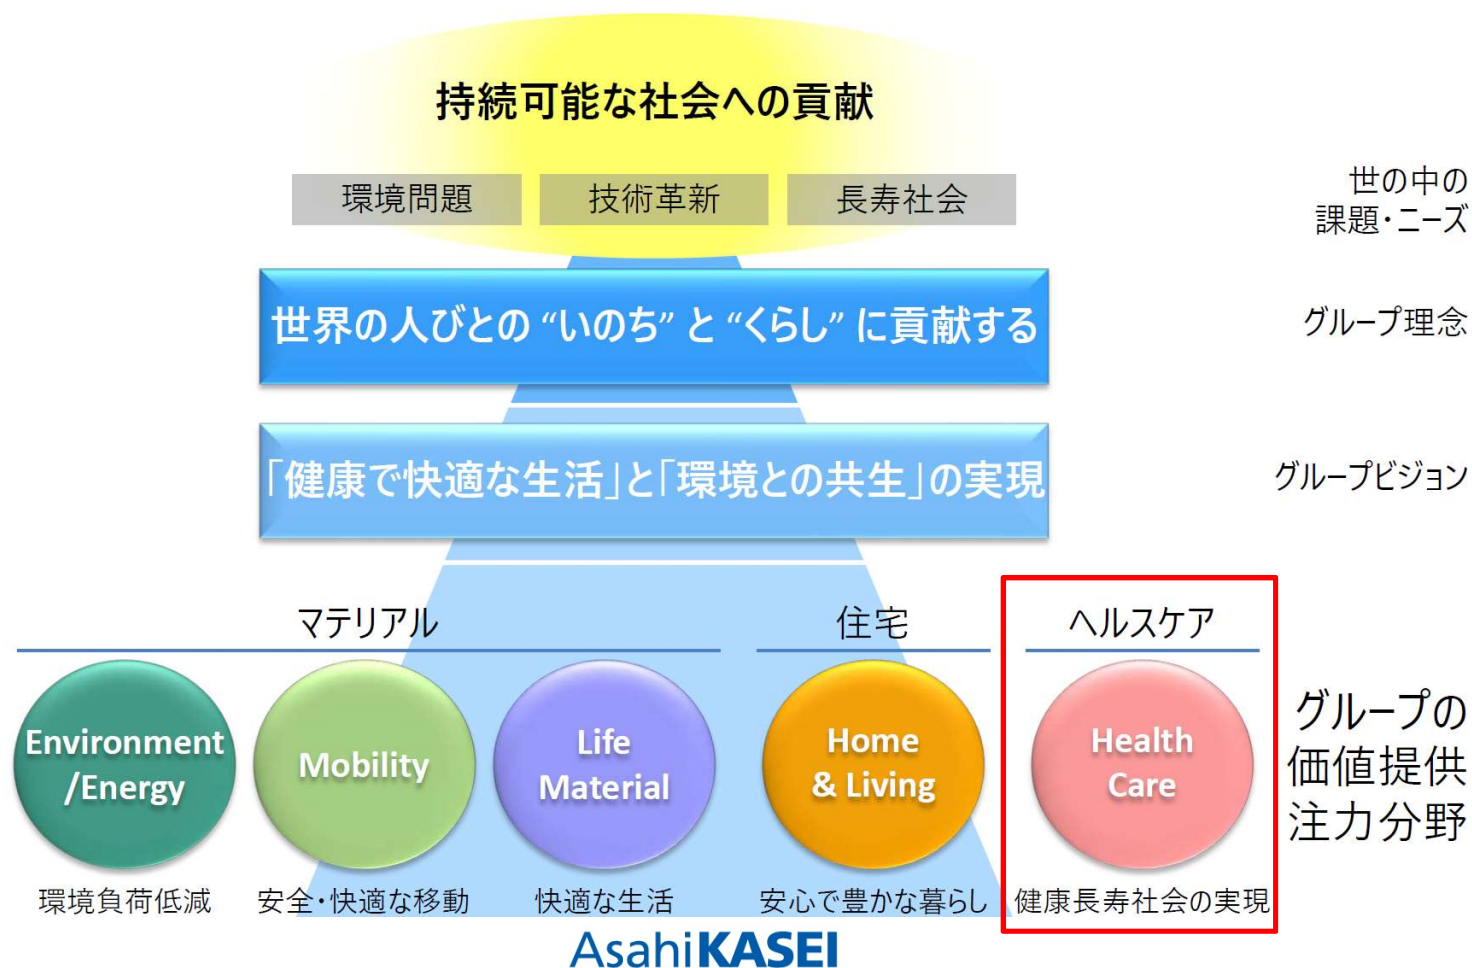 持続可能な社会への貢献
環境問題
技術革新
長寿社会
世の中の
課題・ニーズ
世界の人びとの “いのち” と “くらし” に貢献する
グループ理念
「健康で快適な生活」と「環境との共生」の実現
グループビジョン
マテリアル
住宅
ヘルスケア
Environment
/Energy
Mobility
Life
Material
Home
& Living
Health
Care
グループの
価値提供
注力分野
環境負荷低減
安全・快適な移動
快適な生活
安心で豊かな暮らし
健康長寿社会の実現
AsahiKASEI